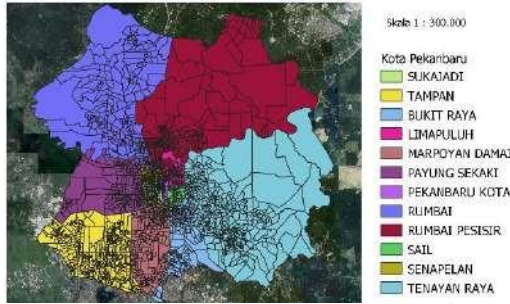 Skala 1 : 300.000
Kota Pekanbaru
SUKAJADI
TAMPAN
BUKIT RAYA
LIMAPULUH
MARPOYAN DAMAI
PAYUNG SEKAKI
PEKANBARU KOTA
RUMBAI
RUMBAI PESISIR
SAIL
SENAPELAN
TENAYAN RAYA